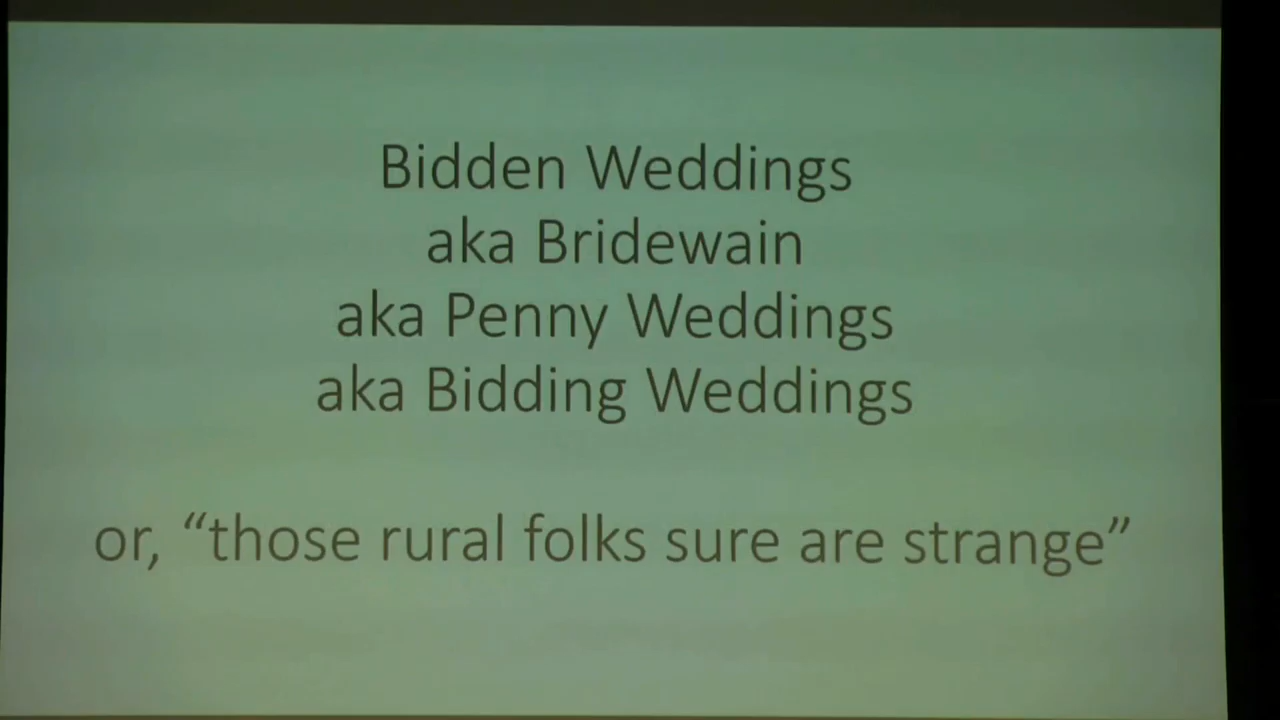 Bidden Weddings
aka Bridewain
aka Penny Weddings
aka Bidding Weddings
or, “those rural folks sure are strange”